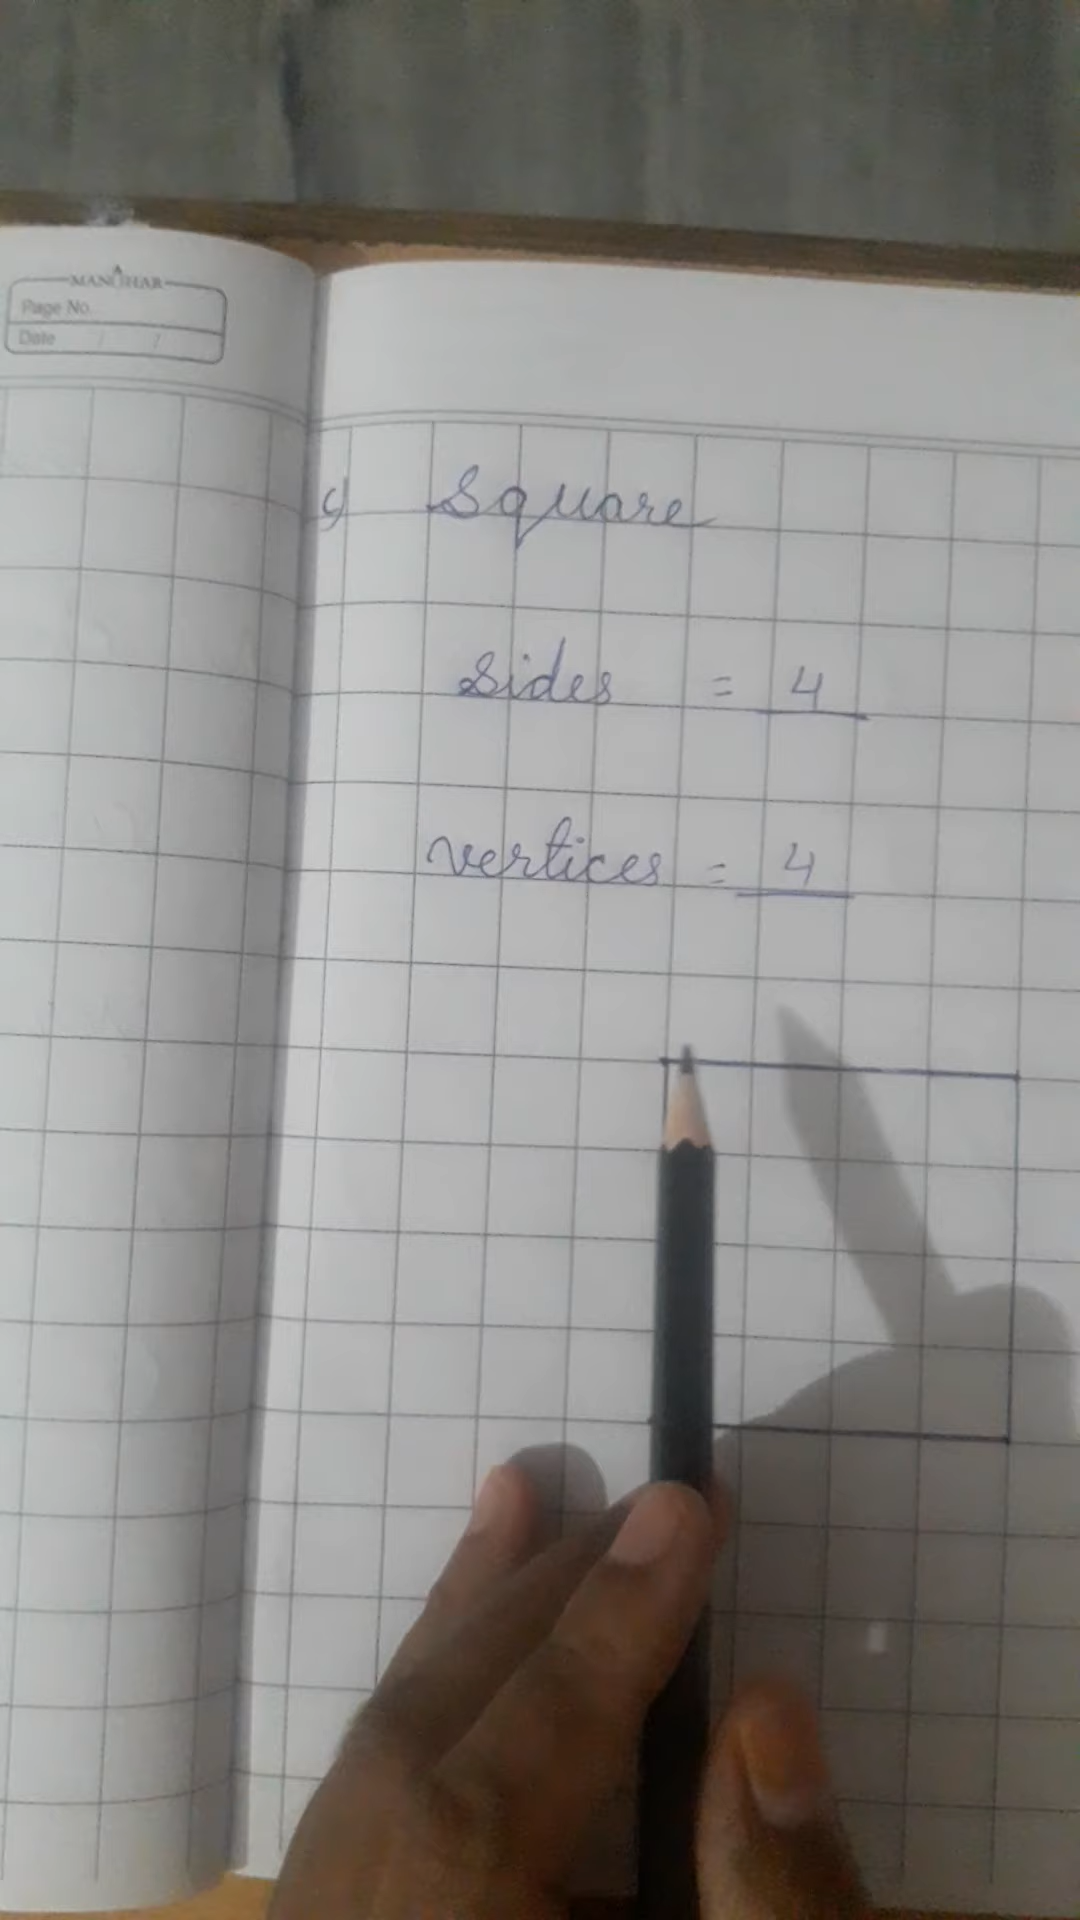 MANOHAR
Page No.
Date / /
c) Square
Sides = 4
vertices = 4